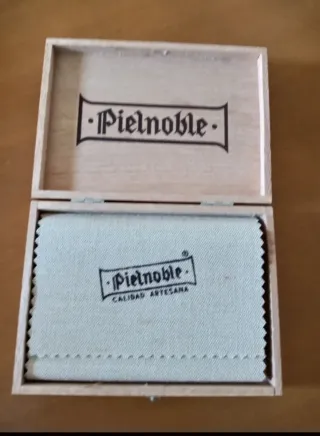 · Pielnoble ·
· Pielnoble · ®
CALIDAD ARTESANA